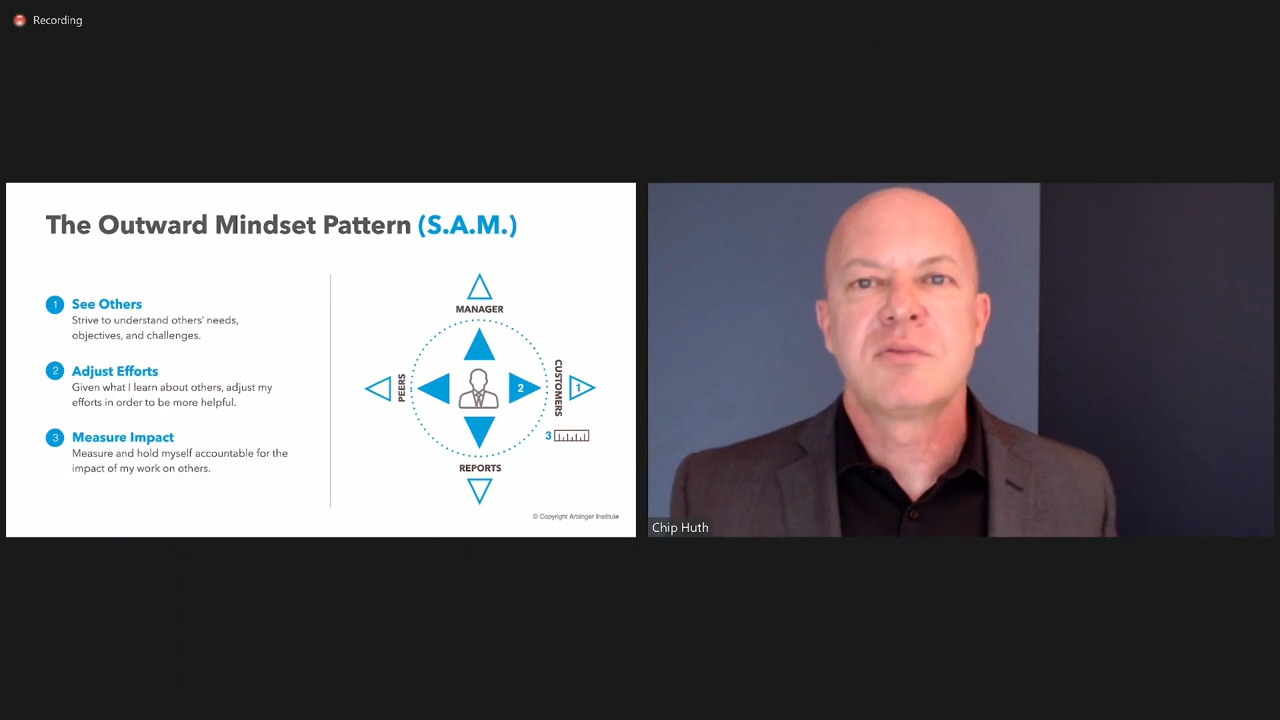 Recording
The Outward Mindset Pattern (S.A.M.)
1 See Others
Strive to understand others' needs,
objectives, and challenges.
2 Adjust Efforts
Given what I learn about others, adjust my
efforts in order to be more helpful.
3 Measure Impact
Measure and hold myself accountable for the
impact of my work on others.
MANAGER
PEERS
2
CUSTOMERS
1
3
REPORTS
© Copyright Arbinger Institute
Chip Huth